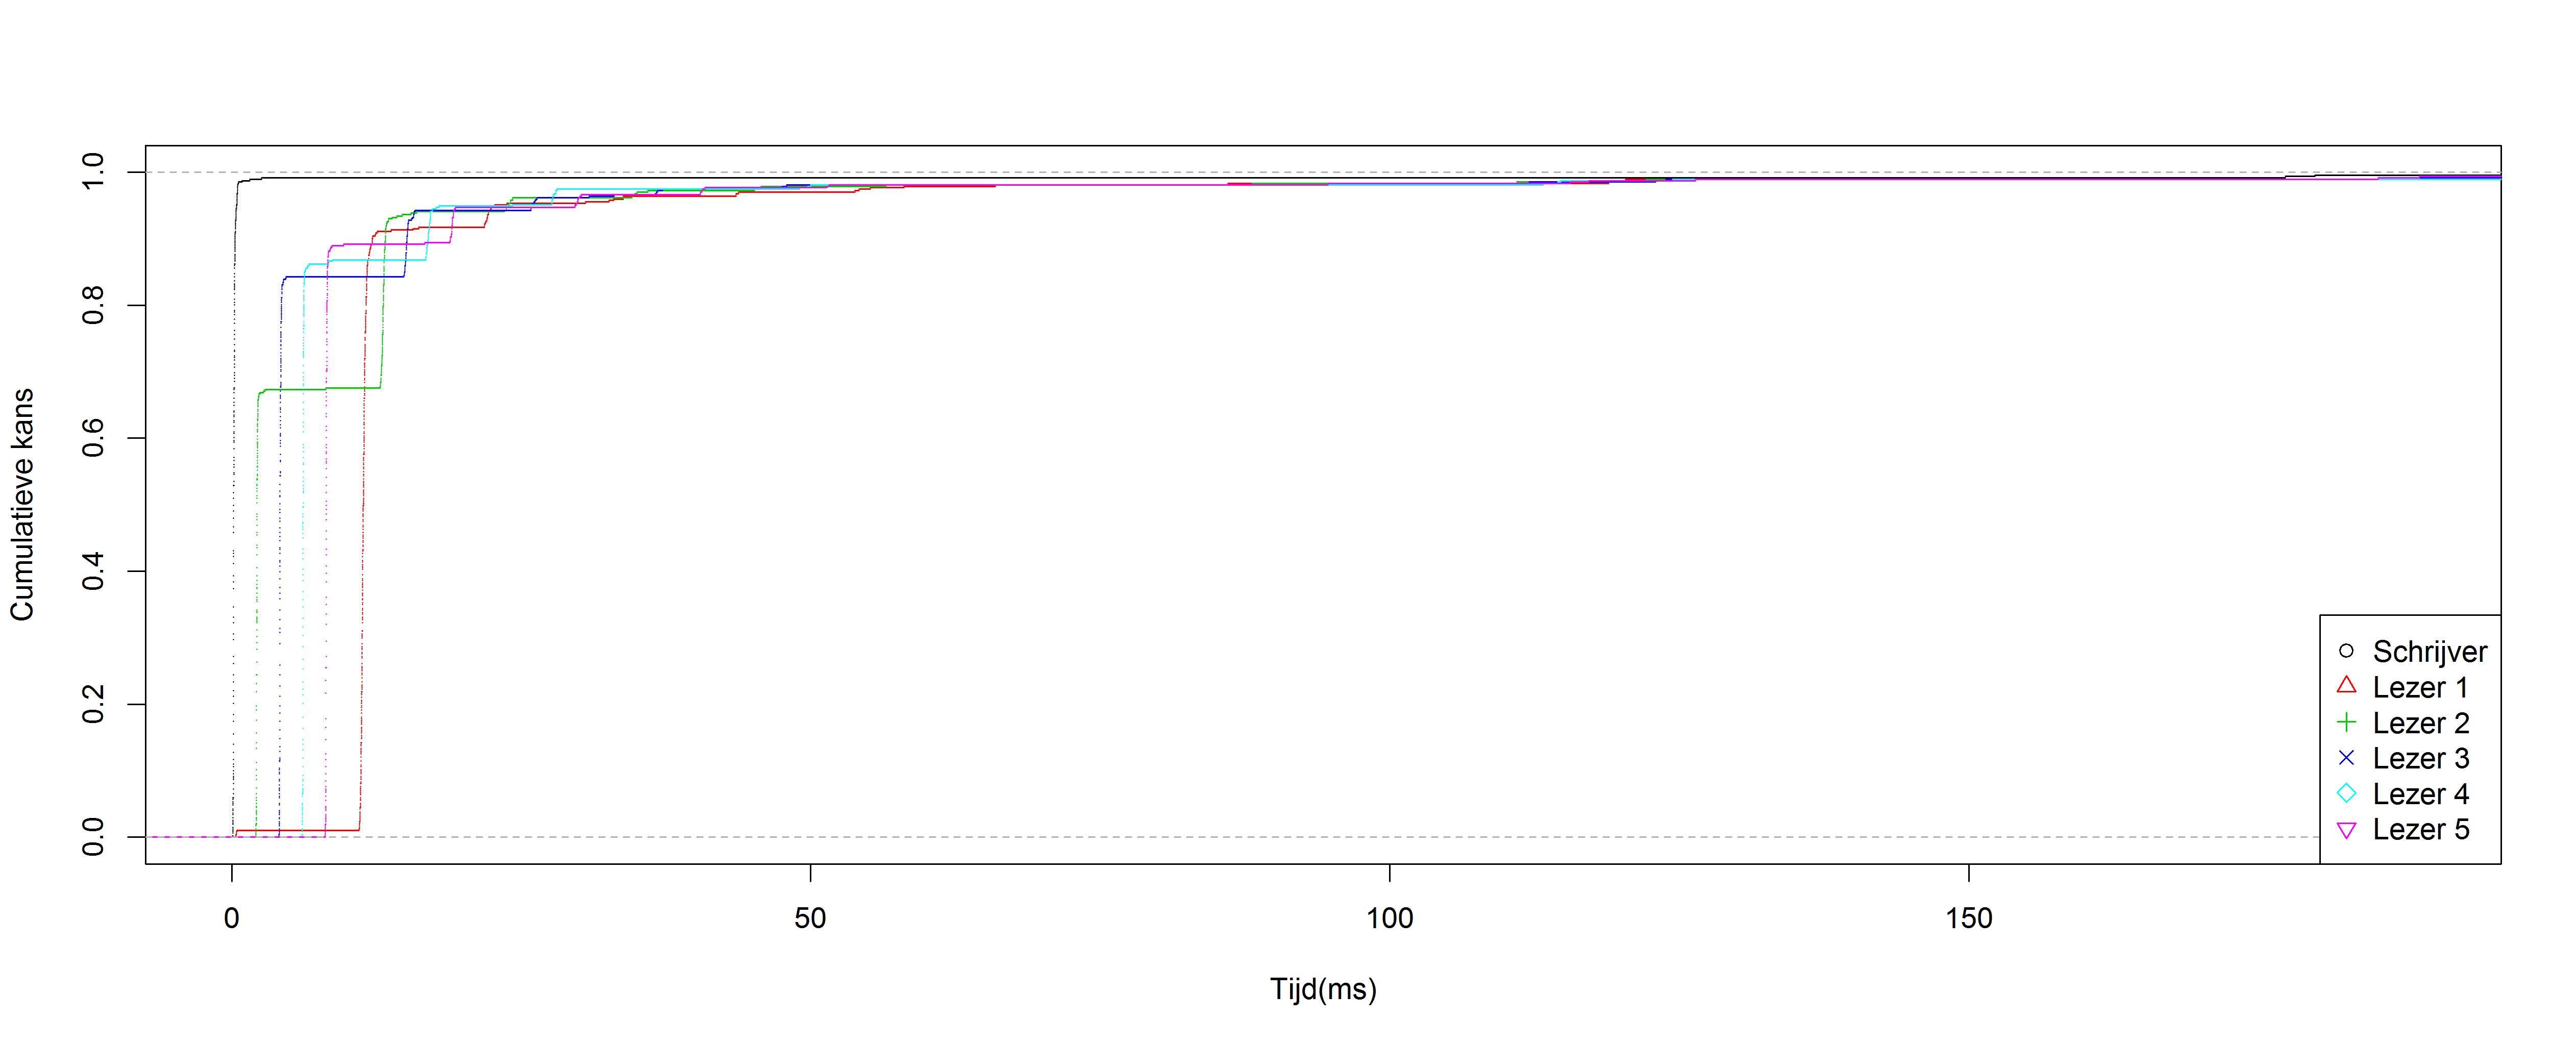 Cumulatieve kans
1.0
0.8
0.6
0.4
0.2
0.0
0 50 100 150
Tijd(ms)
Schrijver
Lezer 1
Lezer 2
Lezer 3
Lezer 4
Lezer 5